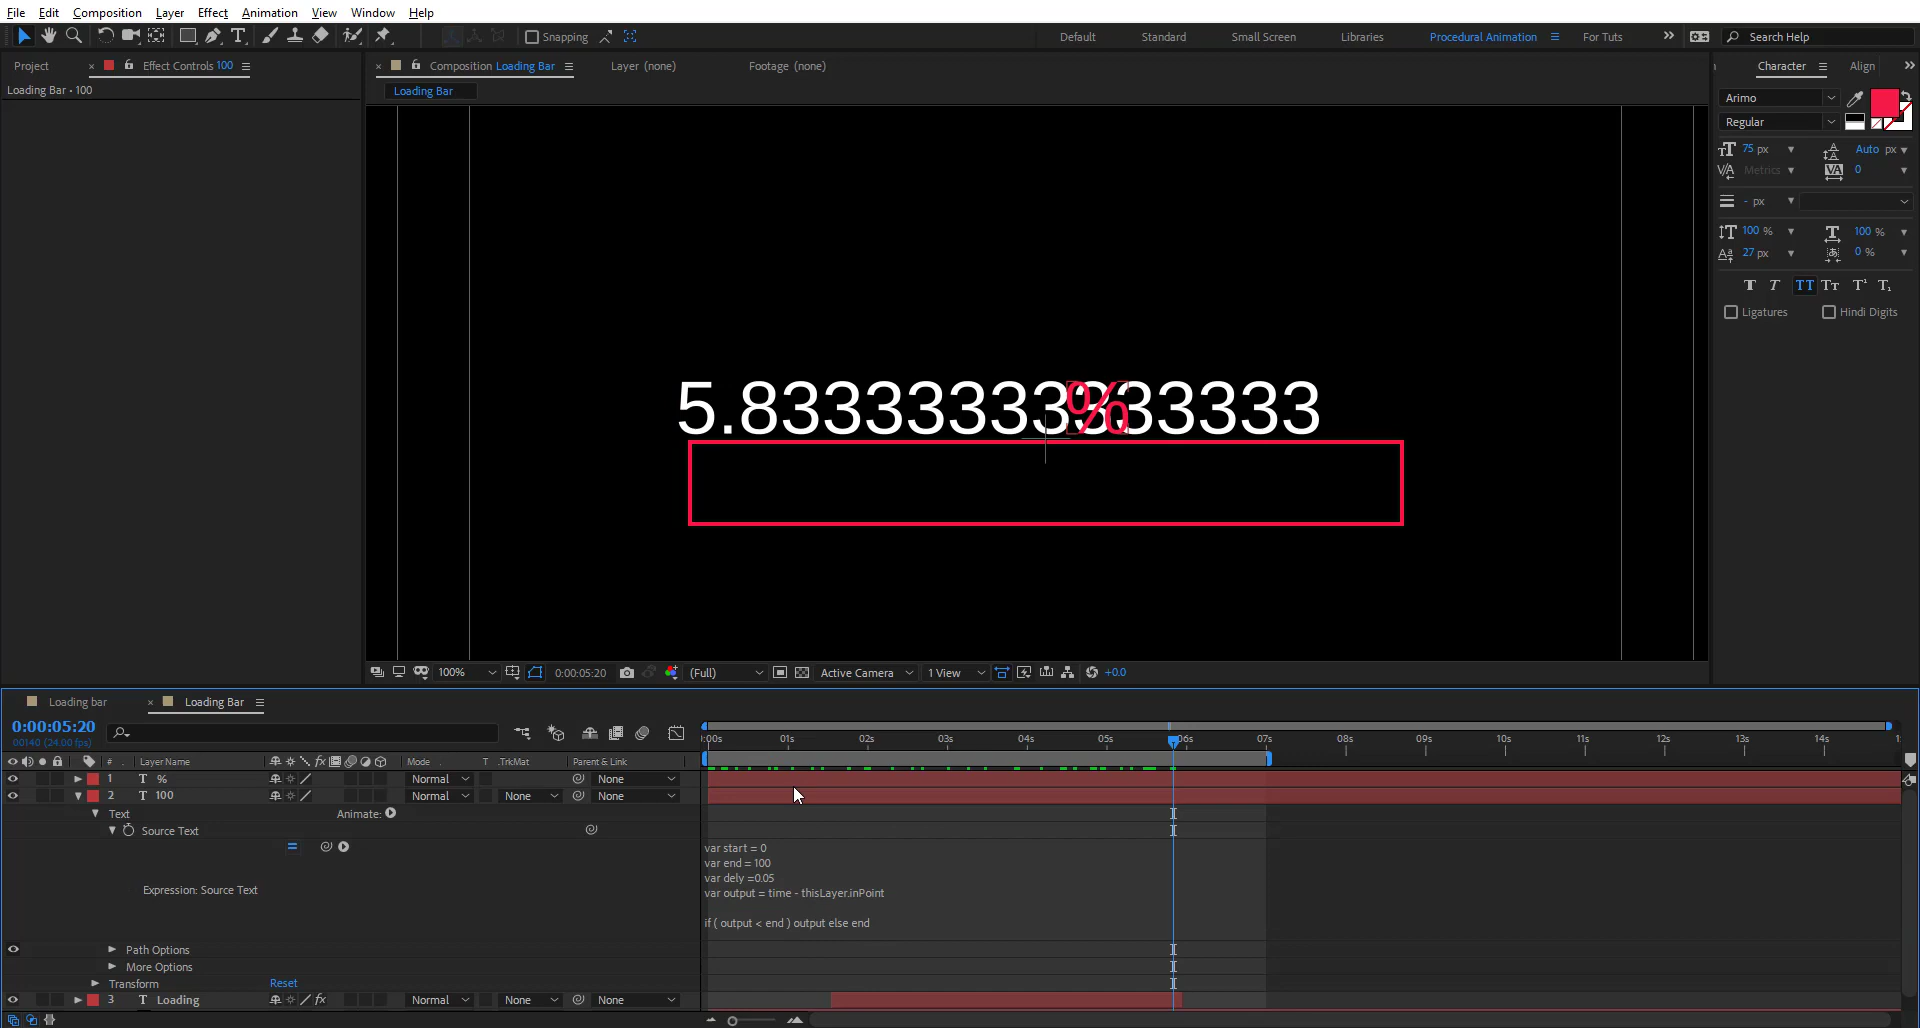 File Edit Composition Layer Effect Animation View Window Help
Snapping Default Standard Small Screen Libraries Procedural Animation For Tuts Search Help
Project Effect Controls 100 Composition Loading Bar Layer (none) Footage (none) Character Align
Loading Bar • 100 Loading Bar
Arimo
Regular
75 px Auto px
Metrics 0
- px
100 % 100 %
27 px 0 %
Ligatures Hindi Digits
5.833333333333333
%
100% 0:00:05:20 (Full) Active Camera 1 View +0.0
Loading bar Loading Bar
0:00:05:20
00140 (24.00 fps)
:00s 01s 02s 03s 04s 05s 06s 07s 08s 09s 10s 11s 12s 13s 14s 1
# Layer Name Mode T .TrkMat Parent & Link
1 T % Normal None
2 T 100 Normal None None
Text Animate:
Source Text
Expression: Source Text
var start = 0
var end = 100
var dely =0.05
var output = time - thisLayer.inPoint
if ( output < end ) output else end
Path Options
More Options
Transform Reset
3 T Loading Normal None None